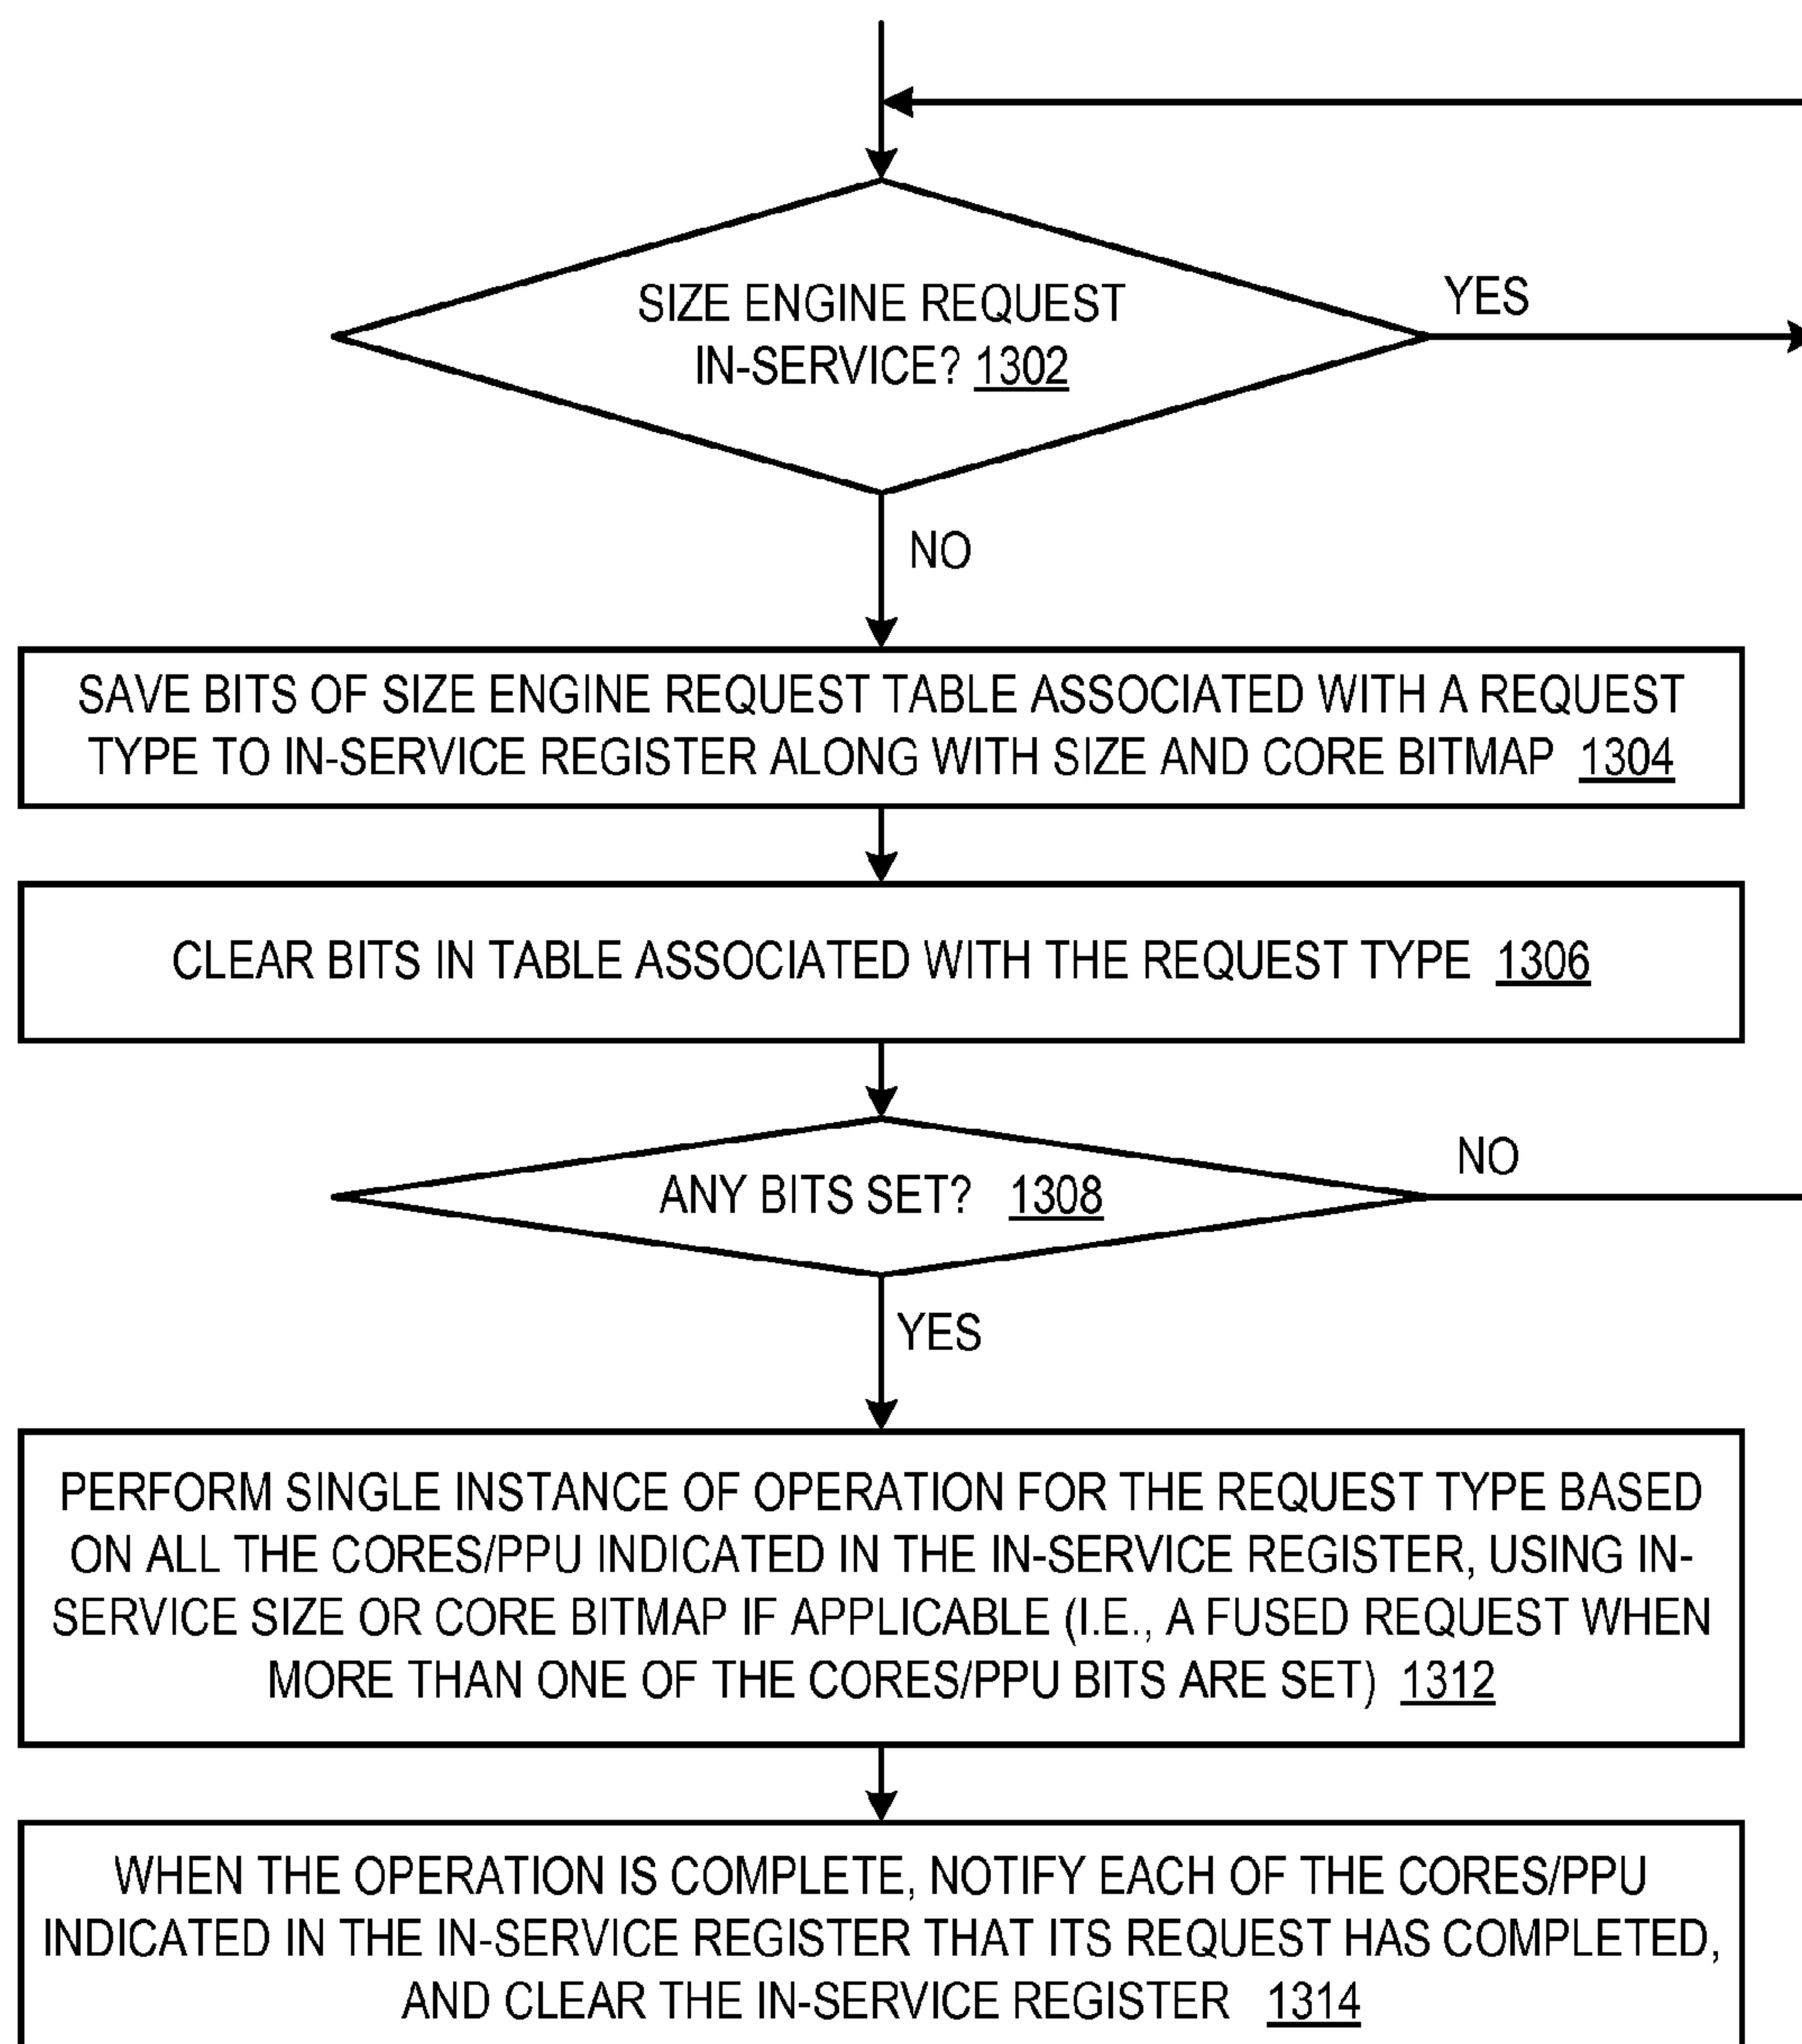 SIZE ENGINE REQUEST
IN-SERVICE? 1302
YES
NO
SAVE BITS OF SIZE ENGINE REQUEST TABLE ASSOCIATED WITH A REQUEST
TYPE TO IN-SERVICE REGISTER ALONG WITH SIZE AND CORE BITMAP 1304
CLEAR BITS IN TABLE ASSOCIATED WITH THE REQUEST TYPE 1306
NO
ANY BITS SET? 1308
YES
PERFORM SINGLE INSTANCE OF OPERATION FOR THE REQUEST TYPE BASED
ON ALL THE CORES/PPU INDICATED IN THE IN-SERVICE REGISTER, USING IN-
SERVICE SIZE OR CORE BITMAP IF APPLICABLE (I.E., A FUSED REQUEST WHEN
MORE THAN ONE OF THE CORES/PPU BITS ARE SET) 1312
WHEN THE OPERATION IS COMPLETE, NOTIFY EACH OF THE CORES/PPU
INDICATED IN THE IN-SERVICE REGISTER THAT ITS REQUEST HAS COMPLETED,
AND CLEAR THE IN-SERVICE REGISTER 1314